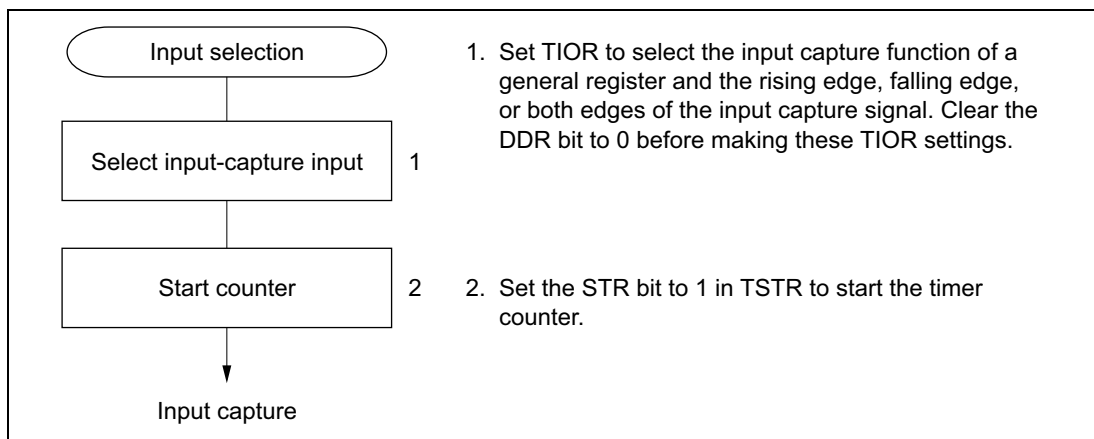 Input selection
Select input-capture input 1
Start counter 2
Input capture
1. Set TIOR to select the input capture function of a
general register and the rising edge, falling edge,
or both edges of the input capture signal. Clear the
DDR bit to 0 before making these TIOR settings.
2. Set the STR bit to 1 in TSTR to start the timer
counter.